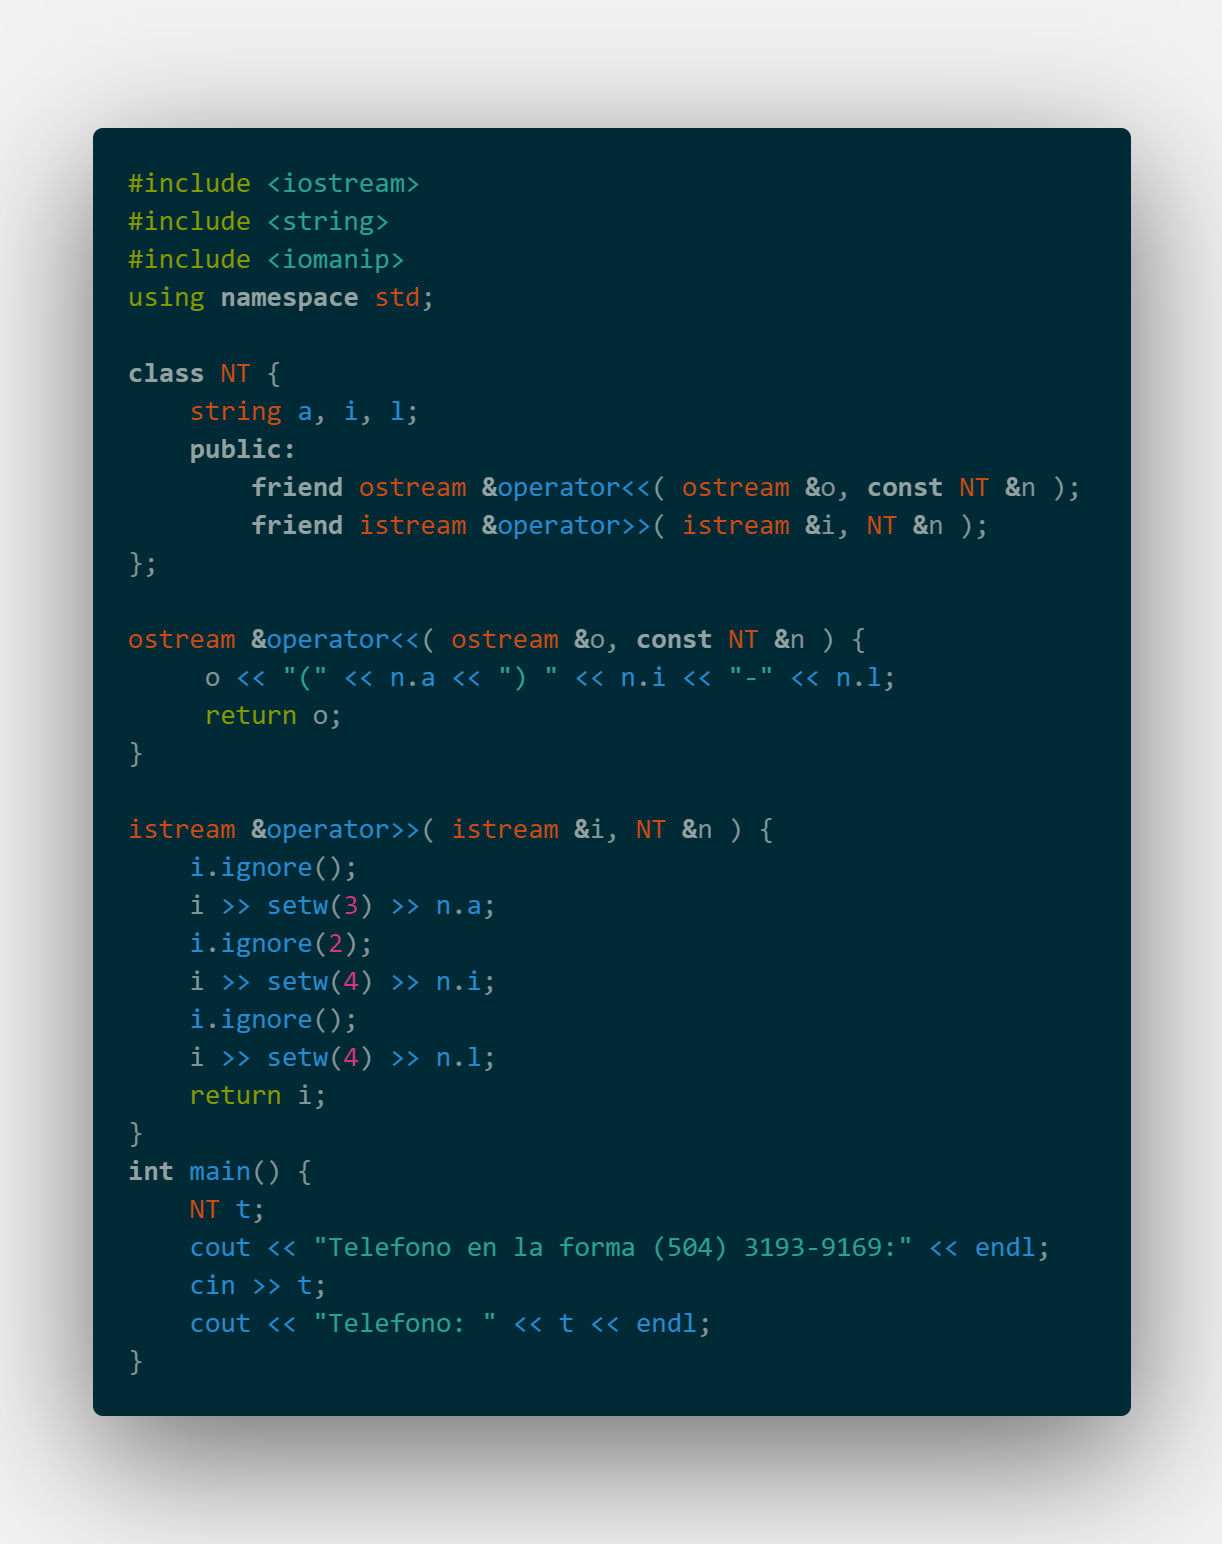 #include <iostream>
#include <string>
#include <iomanip>
using namespace std;

class NT {
    string a, i, l;
    public:
        friend ostream &operator<<( ostream &o, const NT &n );
        friend istream &operator>>( istream &i, NT &n );
};

ostream &operator<<( ostream &o, const NT &n ) {
     o << "(" << n.a << ") " << n.i << "-" << n.l;
     return o;
}

istream &operator>>( istream &i, NT &n ) {
    i.ignore();
    i >> setw(3) >> n.a;
    i.ignore(2);
    i >> setw(4) >> n.i;
    i.ignore();
    i >> setw(4) >> n.l;
    return i;
}
int main() {
    NT t;
    cout << "Telefono en la forma (504) 3193-9169:" << endl;
    cin >> t;
    cout << "Telefono: " << t << endl;
}